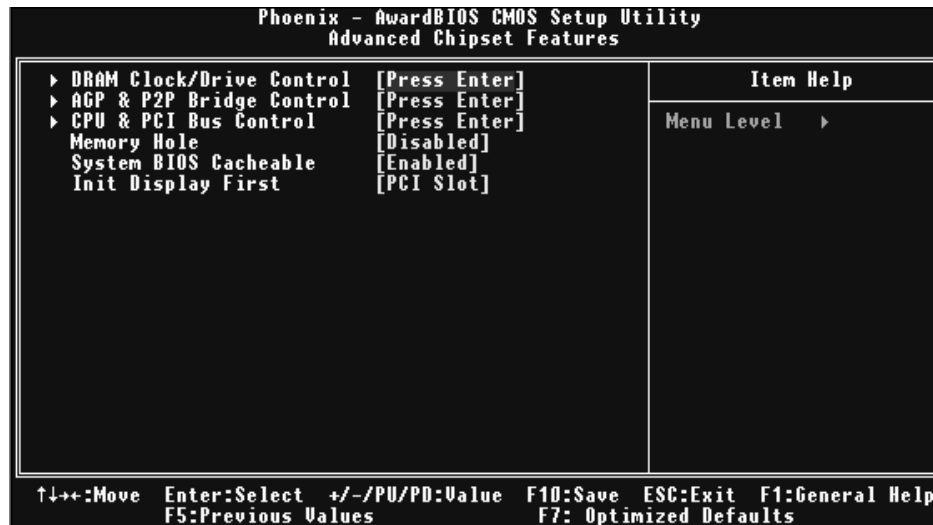 Phoenix - AwardBIOS CMOS Setup Utility
Advanced Chipset Features
▸ DRAM Clock/Drive Control [Press Enter]
▸ AGP & P2P Bridge Control [Press Enter]
▸ CPU & PCI Bus Control [Press Enter]
Memory Hole [Disabled]
System BIOS Cacheable [Enabled]
Init Display First [PCI Slot]
Item Help
Menu Level ▸
↑↓→←:Move Enter:Select +/-/PU/PD:Value F10:Save ESC:Exit F1:General Help
F5:Previous Values F7: Optimized Defaults